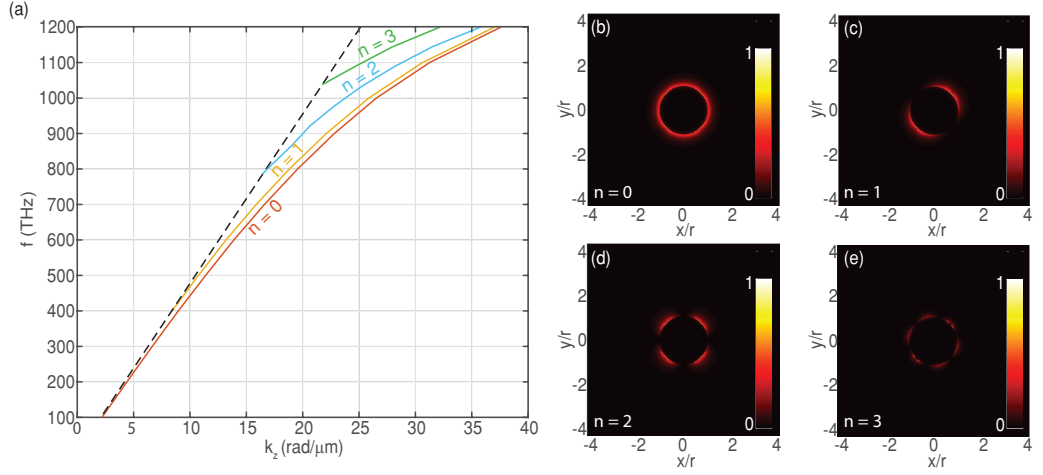 (a)
1200
1100
1000
900
800
700
600
500
400
300
200
100
f (THz)
0 5 10 15 20 25 30 35 40
k_z (rad/μm)
n = 3
n = 2
n = 1
n = 0
(b)
4
2
0
-2
-4
y/r
1
0
n = 0
-4 -2 0 2 4
x/r
(c)
4
2
0
-2
-4
y/r
1
0
n = 1
-4 -2 0 2 4
x/r
(d)
4
2
0
-2
-4
y/r
1
0
n = 2
-4 -2 0 2 4
x/r
(e)
4
2
0
-2
-4
y/r
1
0
n = 3
-4 -2 0 2 4
x/r